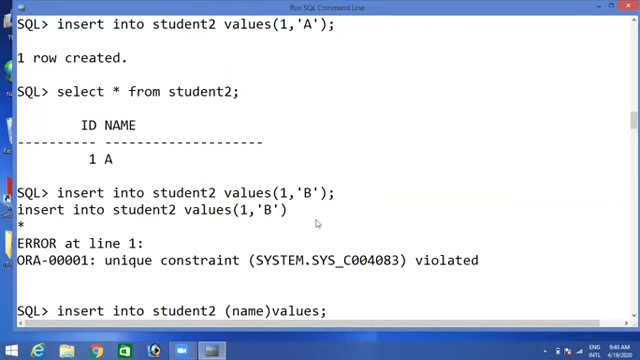 Run SQL Command Line
SQL> insert into student2 values(1,'A');
1 row created.
SQL> select * from student2;
ID NAME
---------- --------------------
1 A
SQL> insert into student2 values(1,'B');
insert into student2 values(1,'B')
*
ERROR at line 1:
ORA-00001: unique constraint (SYSTEM.SYS_C004083) violated
SQL> insert into student2 (name)values;
ENG
9:40 AM
INTL
4/19/2020